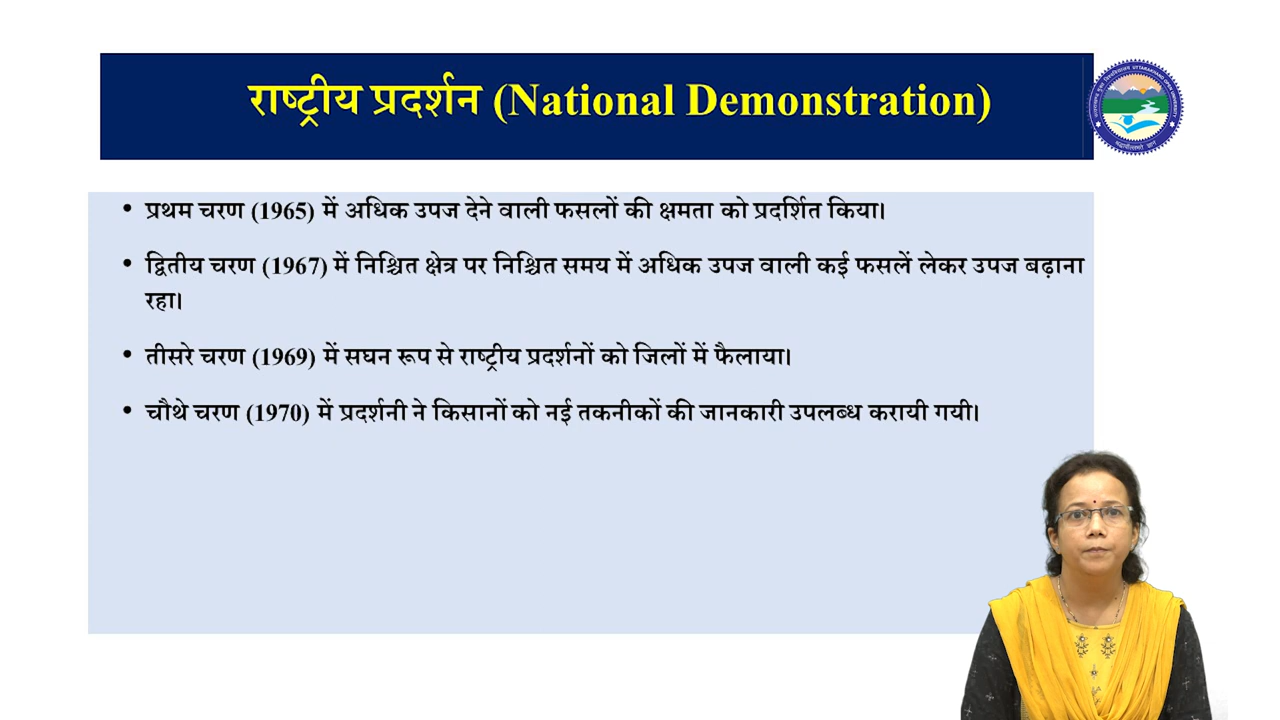 राष्ट्रीय प्रदर्शन (National Demonstration)
• प्रथम चरण (1965) में अधिक उपज देने वाली फसलों की क्षमता को प्रदर्शित किया।
• द्वितीय चरण (1967) में निश्चित क्षेत्र पर निश्चित समय में अधिक उपज वाली कई फसलें लेकर उपज बढ़ाना
रहा।
• तीसरे चरण (1969) में सघन रूप से राष्ट्रीय प्रदर्शनों को जिलों में फैलाया।
• चौथे चरण (1970) में प्रदर्शनी ने किसानों को नई तकनीकों की जानकारी उपलब्ध करायी गयी।